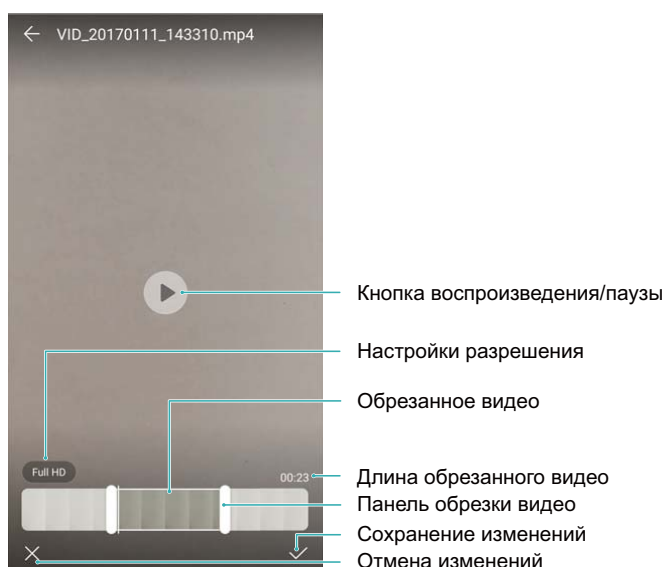 VID_20170111_143310.mp4
Кнопка воспроизведения/паузы
Настройки разрешения
Обрезанное видео
Full HD
00:23
Длина обрезанного видео
Панель обрезки видео
Сохранение изменений
Отмена изменений